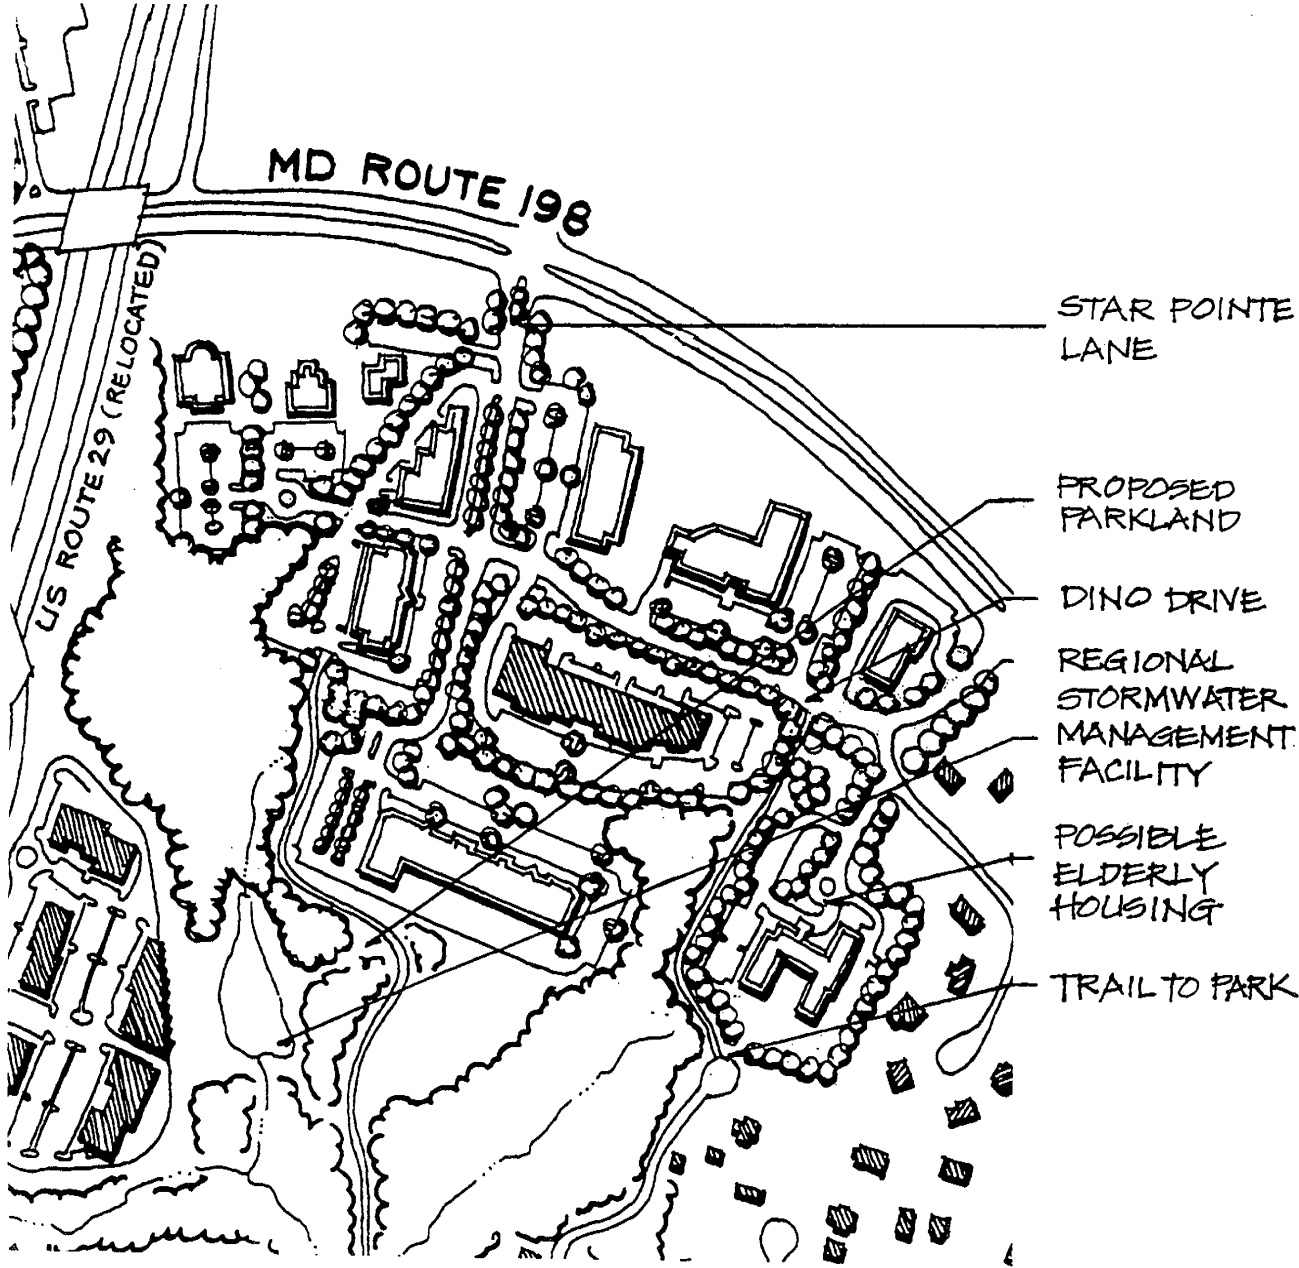 MD ROUTE 198
US ROUTE 29 (RELOCATED)
STAR POINTE
LANE
PROPOSED
PARKLAND
DINO DRIVE
REGIONAL
STORMWATER
MANAGEMENT
FACILITY
POSSIBLE
ELDERLY
HOUSING
TRAIL TO PARK